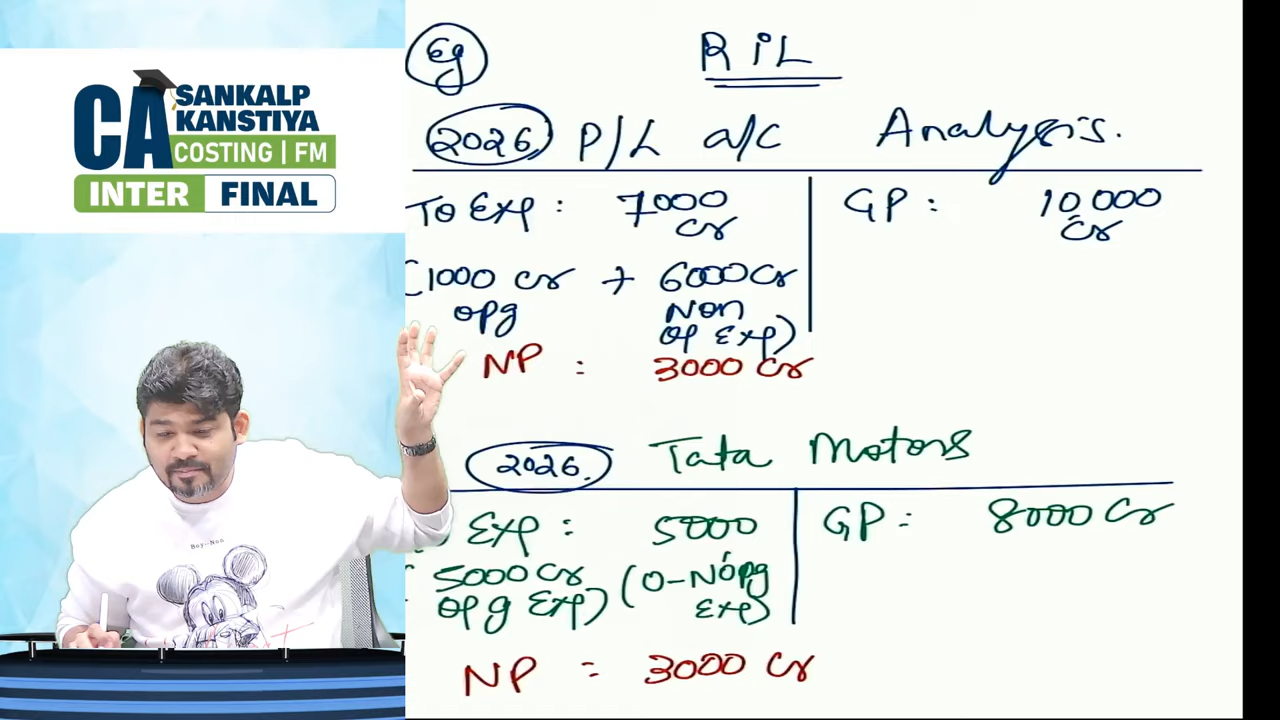 CA SANKALP KANSTIYA
COSTING | FM
INTER FINAL
Eg
RIL
2026. P/L a/c Analysis.
To Exp : 7000 Cr
GP : 10,000 Cr
(1000 Cr opg + 6000 Cr Non Op Exp)
NP : 3000 Cr
2026. Tata Motors
Exp : 5000
GP : 8000 Cr
5000 Cr opg Exp) (0-Nopg Exp)
NP = 3000 Cr
Boy-Non